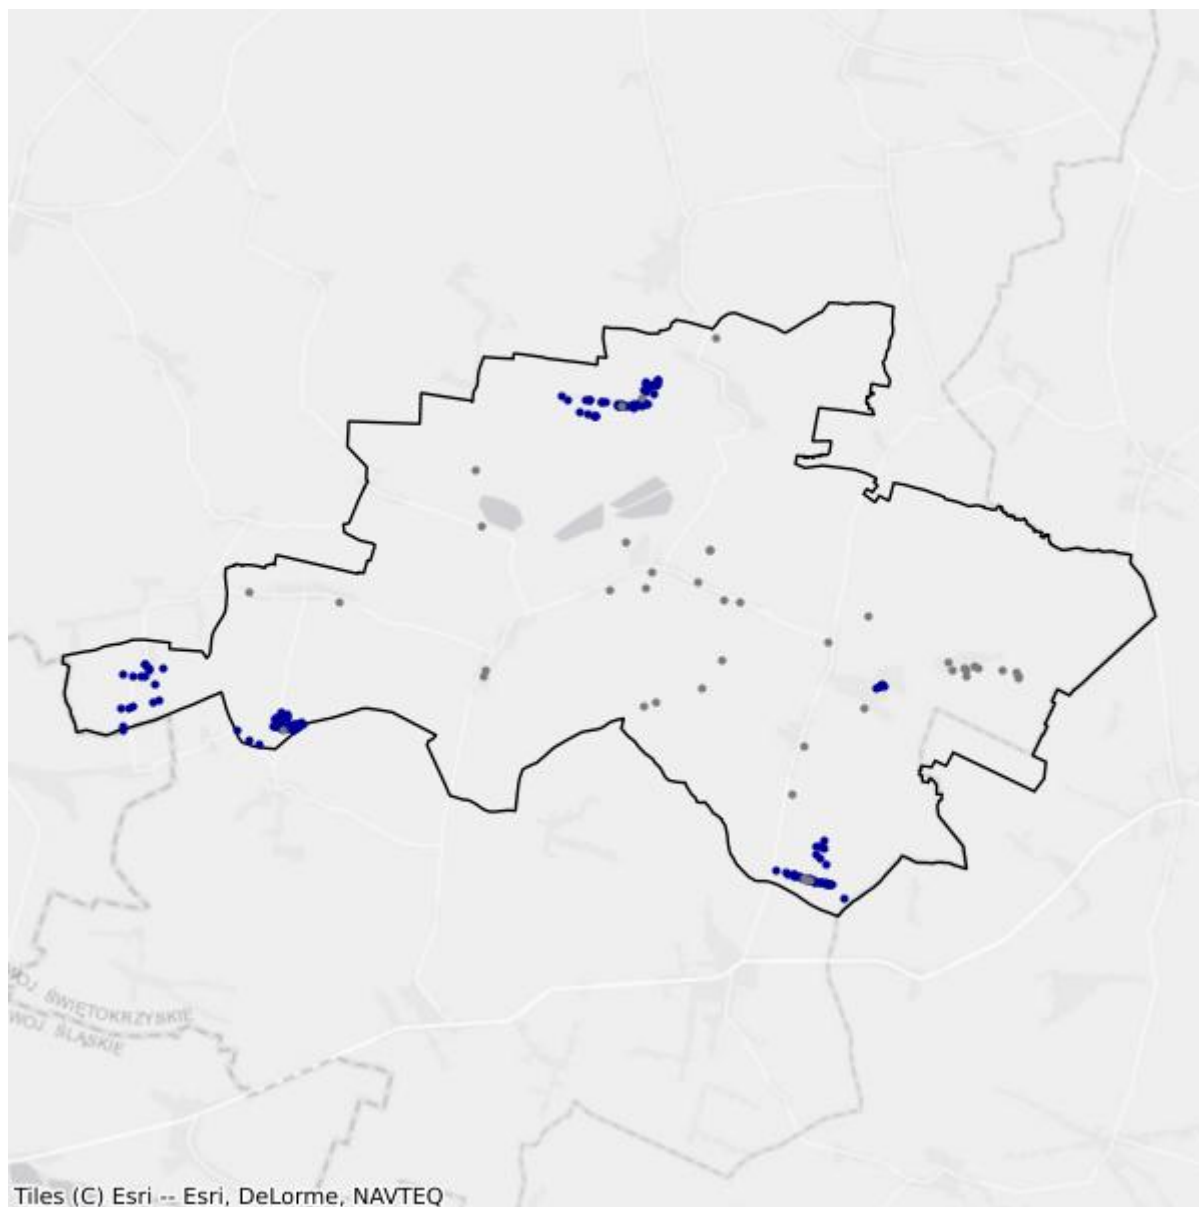 WOJ ŚWIĘTOKRZYSKIE
WOJ ŚLĄSKIE
Tiles (C) Esri -- Esri, DeLorme, NAVTEQ